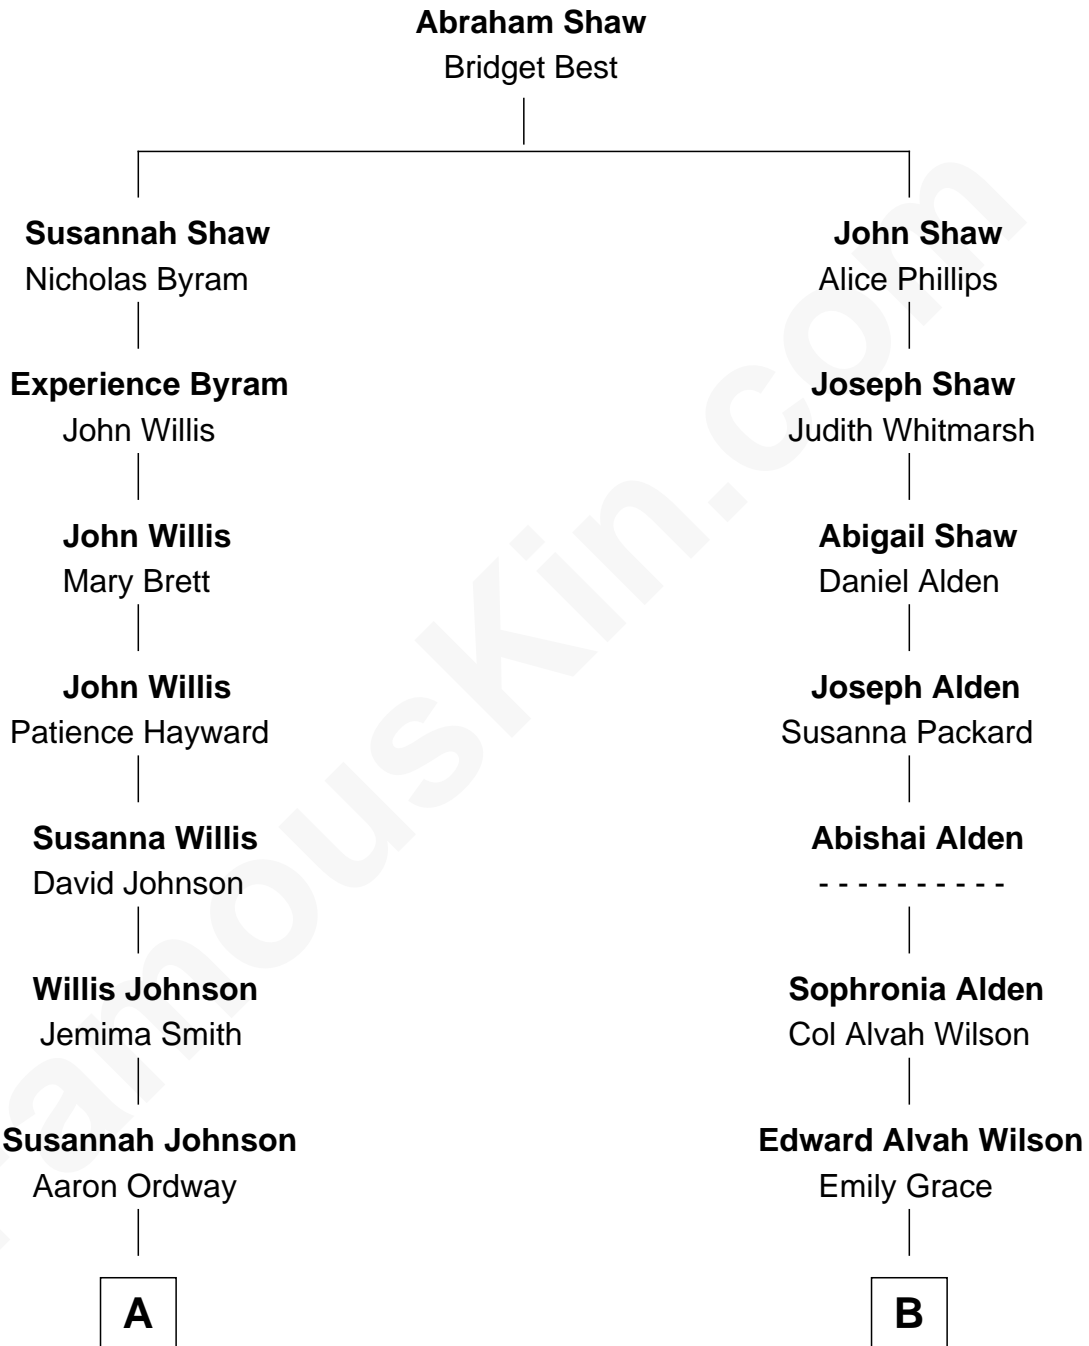 Abraham Shaw
Bridget Best
Susannah Shaw
Nicholas Byram
John Shaw
Alice Phillips
Experience Byram
John Willis
Joseph Shaw
Judith Whitmarsh
John Willis
Mary Brett
Abigail Shaw
Daniel Alden
John Willis
Patience Hayward
Joseph Alden
Susanna Packard
Susanna Willis
David Johnson
Abishai Alden
- - - - - - - - - -
Willis Johnson
Jemima Smith
Sophronia Alden
Col Alvah Wilson
Susannah Johnson
Aaron Ordway
Edward Alvah Wilson
Emily Grace
A
B
FamousKin.com